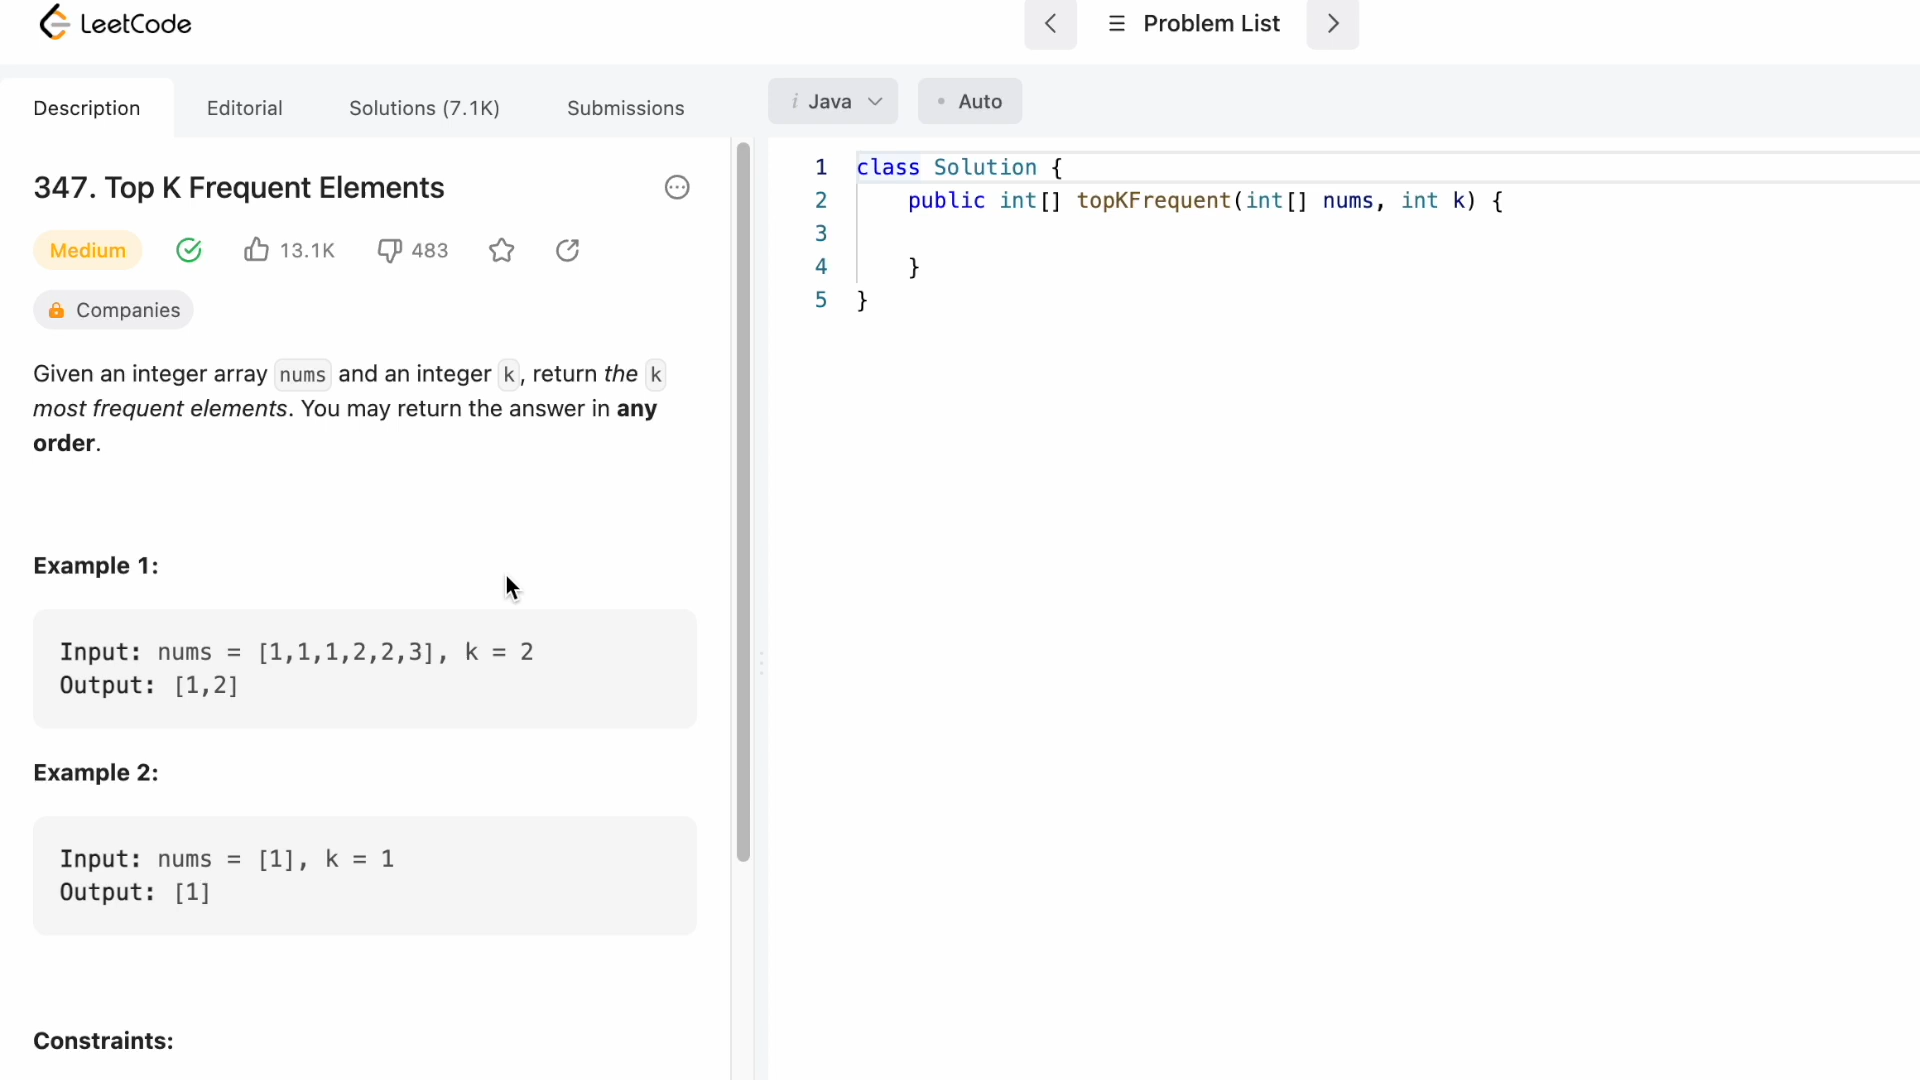 LeetCode
Problem List
Description Editorial Solutions (7.1K) Submissions
i Java • Auto
347. Top K Frequent Elements
Medium 13.1K 483
Companies
Given an integer array nums and an integer k, return the k
most frequent elements. You may return the answer in any
order.
Example 1:
Input: nums = [1,1,1,2,2,3], k = 2
Output: [1,2]
Example 2:
Input: nums = [1], k = 1
Output: [1]
Constraints:
1 class Solution {
2 public int[] topKFrequent(int[] nums, int k) {
3
4 }
5 }